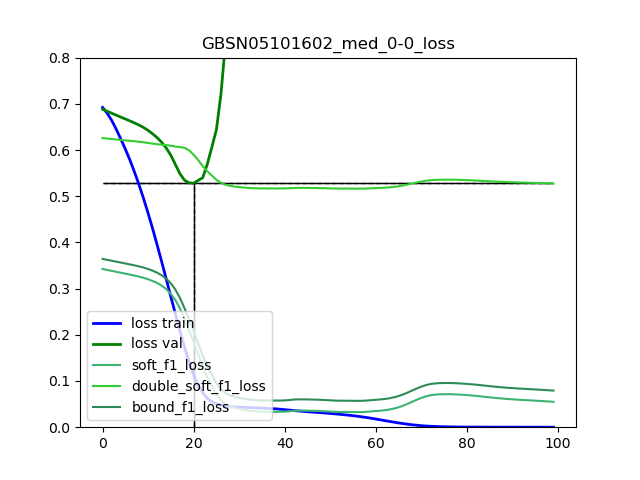 GBSN05101602_med_0-0_loss
0.8
0.7
0.6
0.5
0.4
0.3
0.2
0.1
0.0
loss train
loss val
soft_f1_loss
double_soft_f1_loss
bound_f1_loss
0 20 40 60 80 100